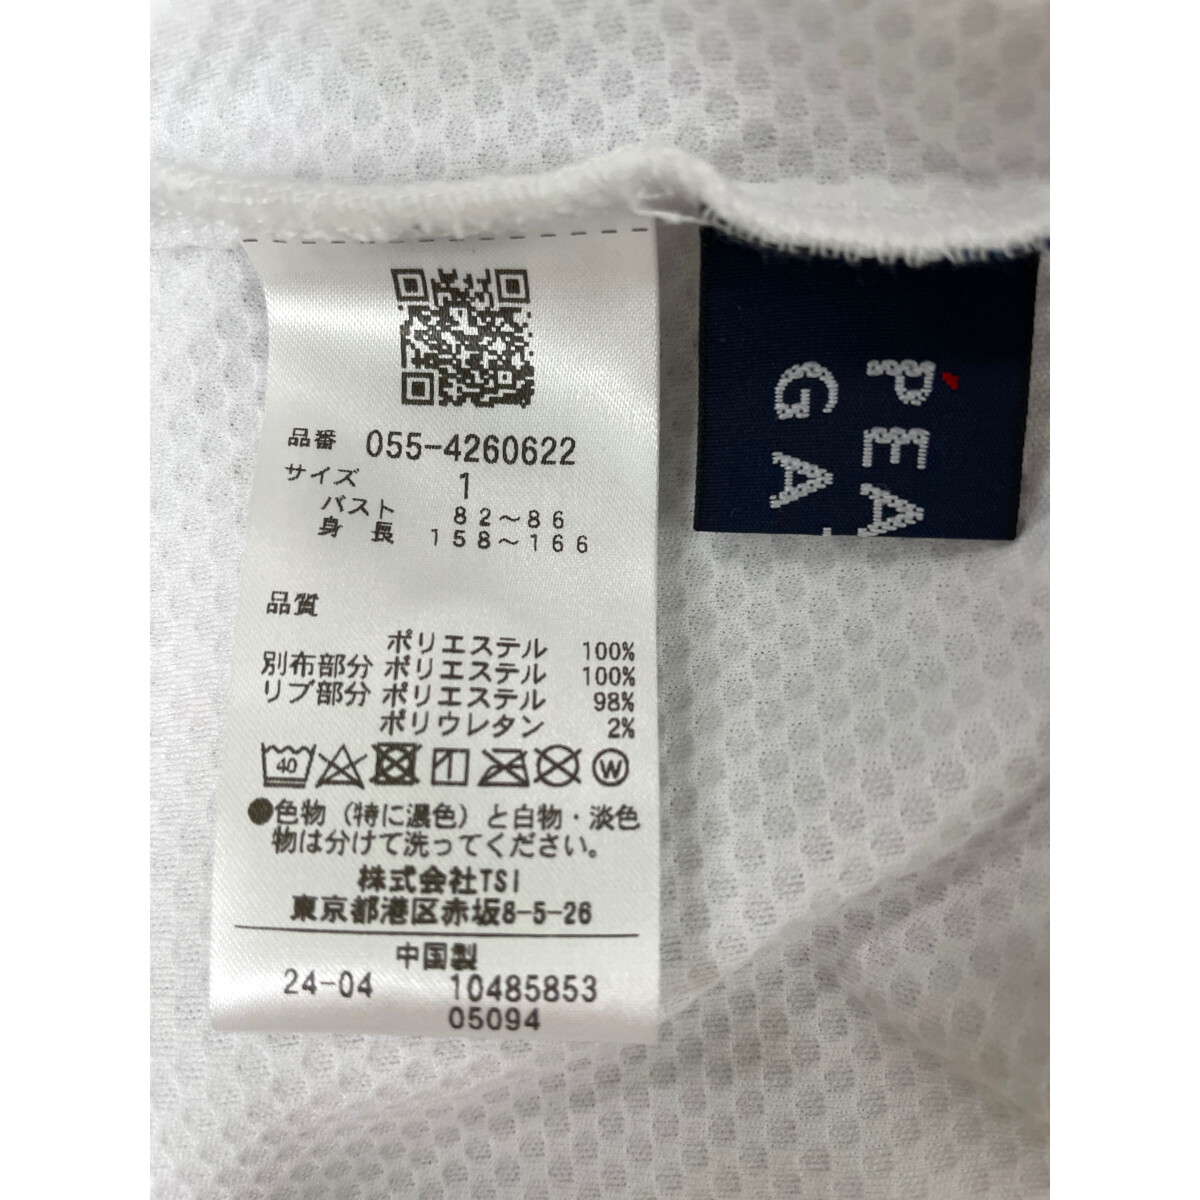 品番 055-4260622
サイズ 1
バスト 82～86
身長 158～166
品質
ポリエステル 100%
別布部分 ポリエステル 100%
リブ部分 ポリエステル 98%
ポリウレタン 2%
40 W
●色物（特に濃色）と白物・淡色
物は分けて洗ってください。
株式会社TSI
東京都港区赤坂8-5-26
中国製
24-04 10485853
05094
PEA
GA